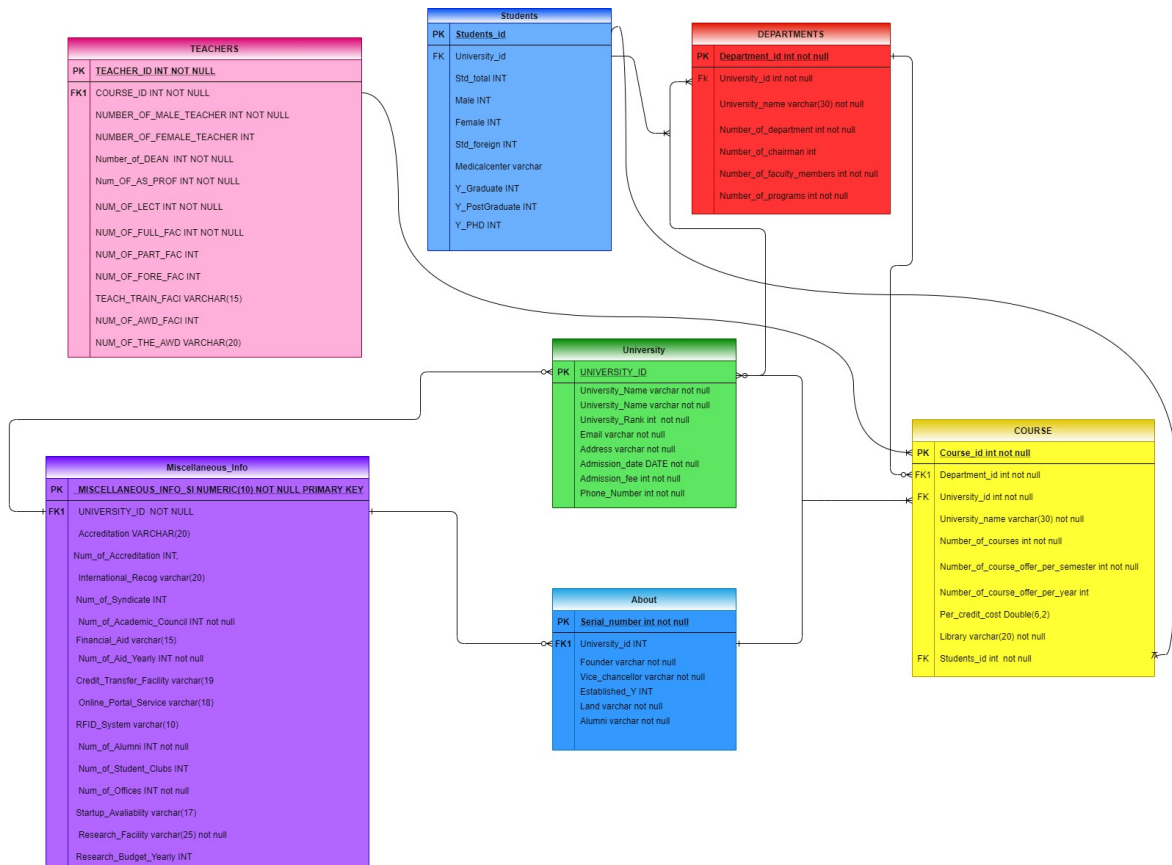 Students
PK Students_id
FK University_id
Std_total INT
Male INT
Female INT
Std_foreign INT
Medicalcenter varchar
Y_Graduate INT
Y_PostGraduate INT
Y_PHD INT
DEPARTMENTS
PK Department_id int not null
Fk University_id int not null
University_name varchar(30) not null
Number_of_department int not null
Number_of_chairman int
Number_of_faculty_members int not null
Number_of_programs int not null
TEACHERS
PK TEACHER_ID INT NOT NULL
FK1 COURSE_ID INT NOT NULL
NUMBER_OF_MALE_TEACHER INT NOT NULL
NUMBER_OF_FEMALE_TEACHER INT
Number_of_DEAN INT NOT NULL
Num_OF_AS_PROF INT NOT NULL
NUM_OF_LECT INT NOT NULL
NUM_OF_FULL_FAC INT NOT NULL
NUM_OF_PART_FAC INT
NUM_OF_FORE_FAC INT
TEACH_TRAIN_FACI VARCHAR(15)
NUM_OF_AWD_FACI INT
NUM_OF_THE_AWD VARCHAR(20)
University
PK UNIVERSITY_ID
University_Name varchar not null
University_Name varchar not null
University_Rank int not null
Email varchar not null
Address varchar not null
Admission_date DATE not null
Admission_fee int not null
Phone_Number int not null
COURSE
PK Course_id int not null
FK1 Department_id int not null
FK University_id int not null
University_name varchar(30) not null
Number_of_courses int not null
Number_of_course_offer_per_semester int not null
Number_of_course_offer_per_year int
Per_credit_cost Double(6,2)
Library varchar(20) not null
FK Students_id int not null
Miscellaneous_Info
PK _MISCELLANEOUS_INFO_SI NUMERIC(10) NOT NULL PRIMARY KEY
FK1 UNIVERSITY_ID NOT NULL
Accreditation VARCHAR(20)
Num_of_Accreditation INT,
International_Recog varchar(20)
Num_of_Syndicate INT
Num_of_Academic_Council INT not null
Financial_Aid varchar(15)
Num_of_Aid_Yearly INT not null
Credit_Transfer_Facility varchar(19
Online_Portal_Service varchar(18)
RFID_System varchar(10)
Num_of_Alumni INT not null
Num_of_Student_Clubs INT
Num_of_Offices INT not null
Startup_Avaliablity varchar(17)
Research_Facility varchar(25) not null
Research_Budget_Yearly INT
About
PK Serial_number int not null
FK1 University_id INT
Founder varchar not null
Vice_chancellor varchar not null
Established_Y INT
Land varchar not null
Alumni varchar not null